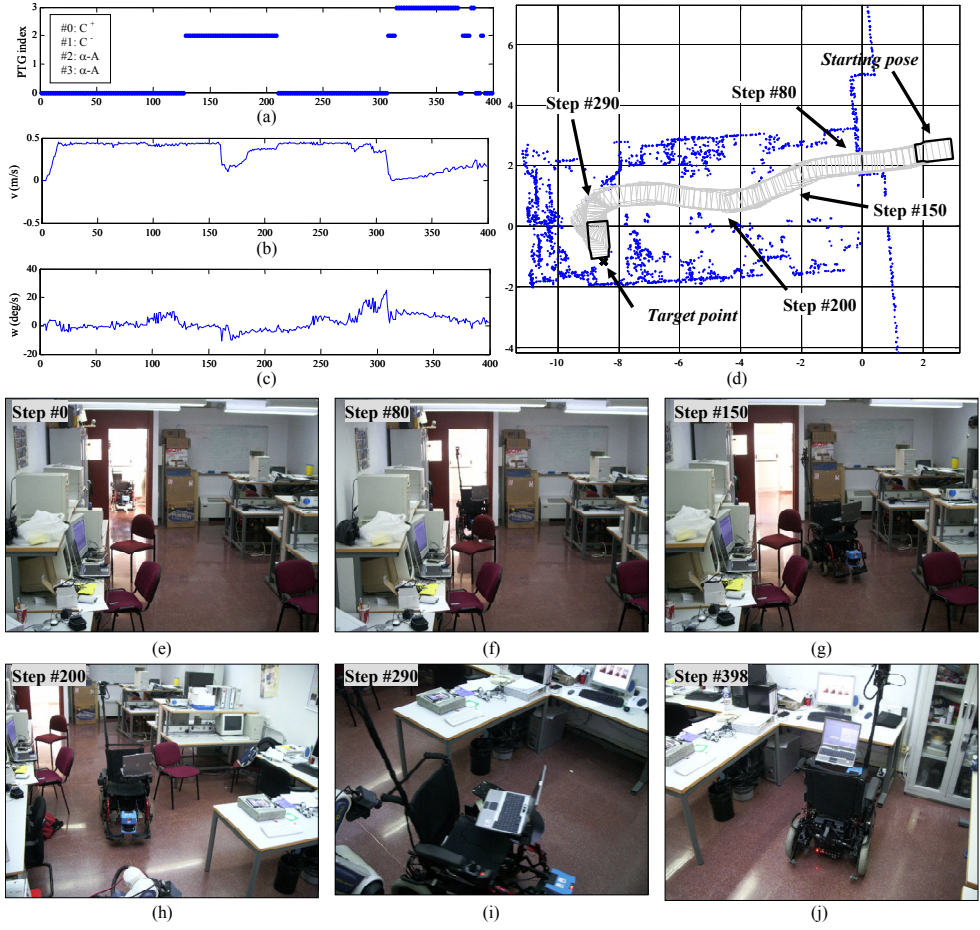 3
2
1
0
PTG index
#0: C +
#1: C -
#2: α-A
#3: α-A
0 50 100 150 200 250 300 350 400
(a)
0.5
0
-0.5
v (m/s)
0 50 100 150 200 250 300 350 400
(b)
40
20
0
-20
w (deg/s)
0 50 100 150 200 250 300 350 400
(c)
6
4
2
0
-2
-4
Starting pose
Step #80
Step #290
Step #150
Step #200
Target point
-10 -8 -6 -4 -2 0 2
(d)
Step #0
(e)
Step #80
(f)
Step #150
(g)
Step #200
(h)
Step #290
(i)
Step #398
(j)